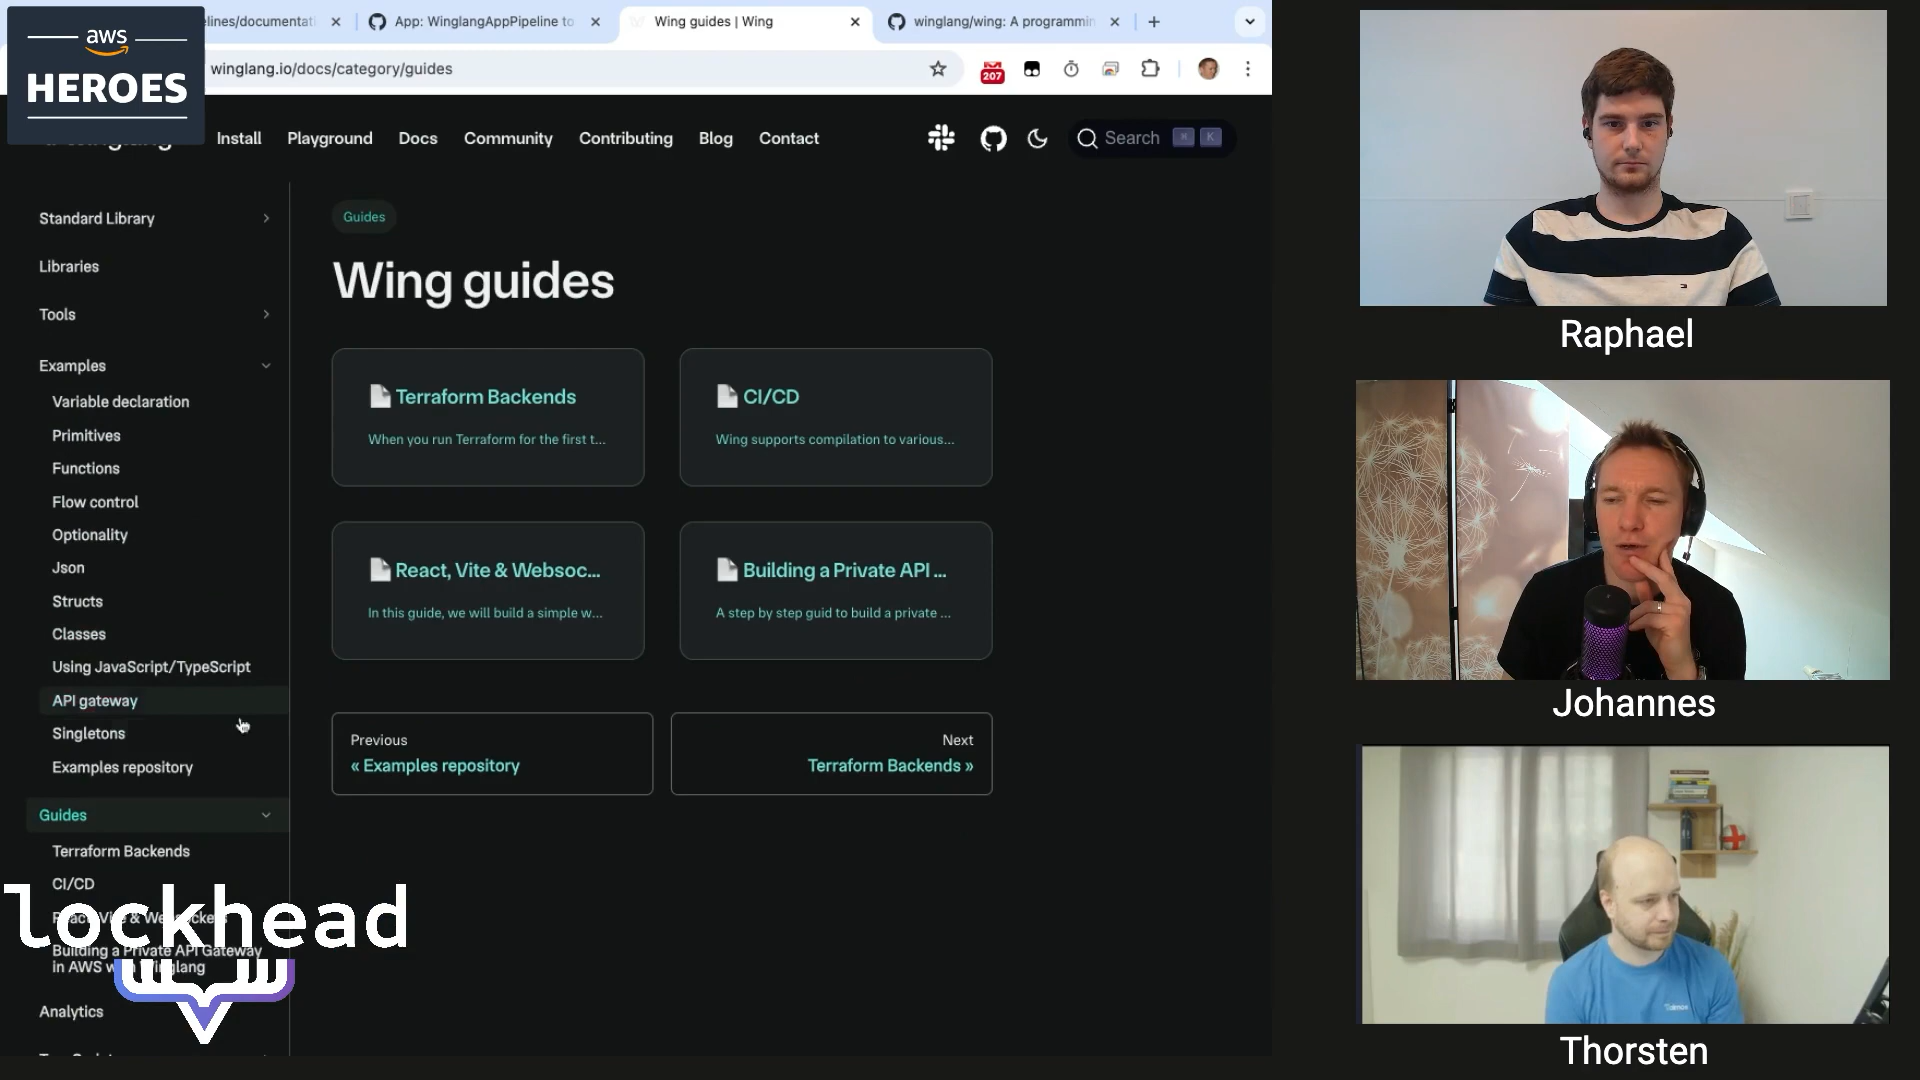 aws
HEROES
App: WinglangAppPipeline to
Wing guides | Wing
winglang/wing: A programmin
winglang.io/docs/category/guides
207
Install
Playground
Docs
Community
Contributing
Blog
Contact
Search
K
Standard Library
Libraries
Tools
Examples
Variable declaration
Primitives
Functions
Flow control
Optionality
Json
Structs
Classes
Using JavaScript/TypeScript
API gateway
Singletons
Examples repository
Guides
Terraform Backends
CI/CD
Building a Private API Gateway
Analytics
lockhead
Guides
Wing guides
Terraform Backends
When you run Terraform for the first t...
CI/CD
Wing supports compilation to various...
React, Vite & Websoc...
In this guide, we will build a simple w...
Building a Private API ...
A step by step guid to build a private ...
Previous
« Examples repository
Next
Terraform Backends »
Raphael
Johannes
Thorsten